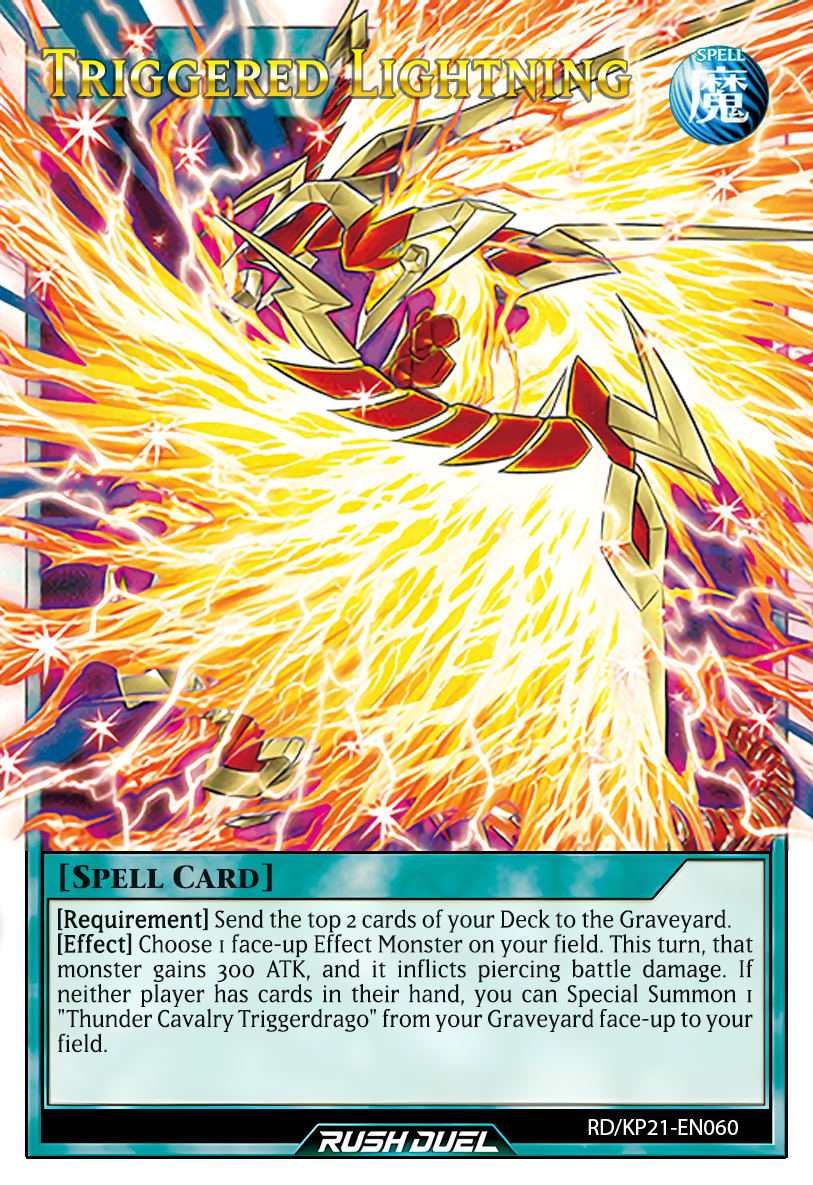 TRIGGERED LIGHTNING
SPELL
魔
[SPELL CARD]
[Requirement] Send the top 2 cards of your Deck to the Graveyard.
[Effect] Choose 1 face-up Effect Monster on your field. This turn, that
monster gains 300 ATK, and it inflicts piercing battle damage. If
neither player has cards in their hand, you can Special Summon 1
"Thunder Cavalry Triggerdrago" from your Graveyard face-up to your
field.
RD/KP21-EN060
RUSH DUEL